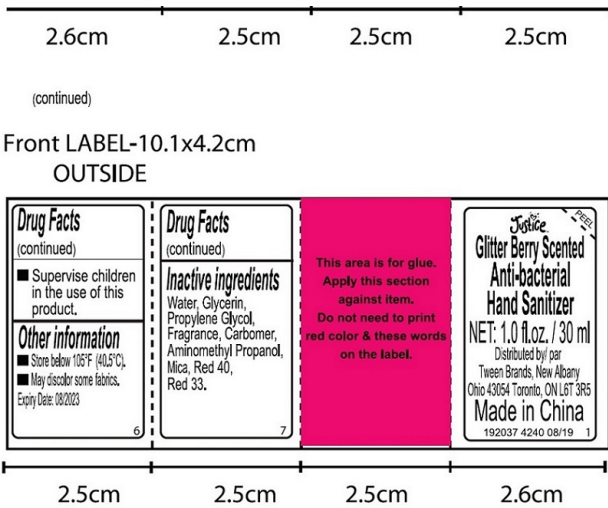 2.6cm 2.5cm 2.5cm 2.5cm
(continued)
Front LABEL-10.1x4.2cm
OUTSIDE
Drug Facts
(continued)
■ Supervise children
in the use of this
product.
Other information
■ Store below 105°F (40.5°C).
■ May discolor some fabrics.
Expiry Date: 08/2023
6
Drug Facts
(continued)
Inactive ingredients
Water, Glycerin,
Propylene Glycol,
Fragrance, Carbomer,
Aminomethyl Propanol,
Mica, Red 40,
Red 33.
7
This area is for glue.
Apply this section
against item.
Do not need to print
red color & these words
on the label.
PEEL
Justice
Glitter Berry Scented
Anti-bacterial
Hand Sanitizer
NET: 1.0 fl.oz. / 30 ml
Distributed by/ par
Tween Brands, New Albany
Ohio 43054 Toronto, ON L6T 3R5
Made in China
192037 4240 08/19 1
2.5cm 2.5cm 2.5cm 2.6cm